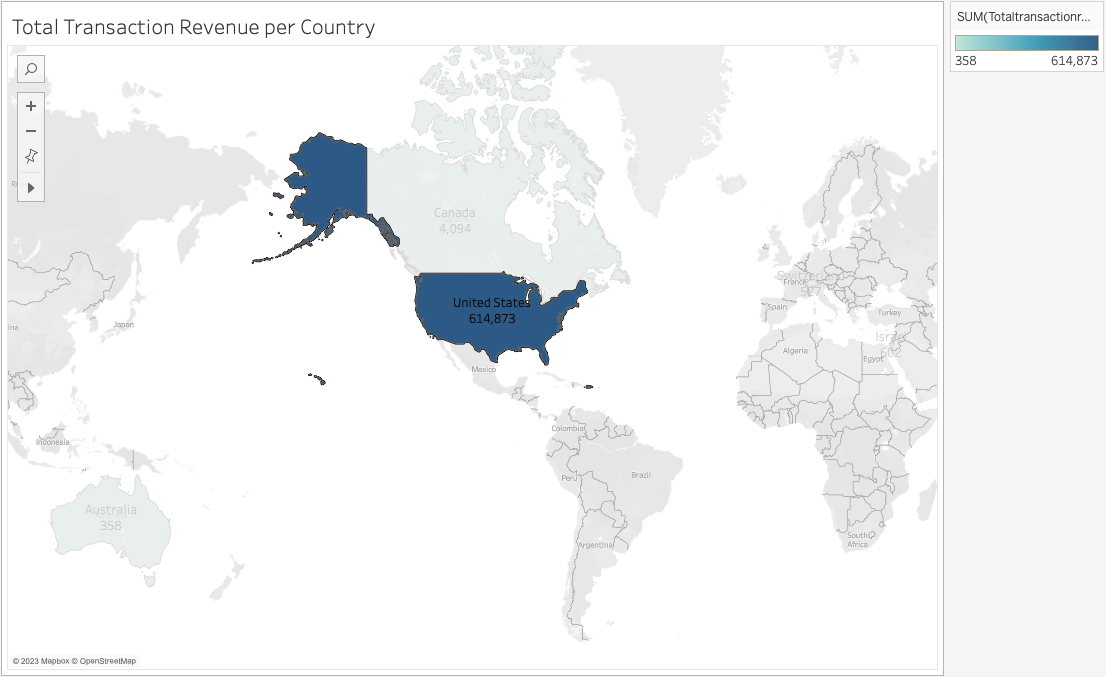 Total Transaction Revenue per Country
SUM(Totaltransactionr...
358 614,873
Canada
4,094
United States
614,873
Mexico
Japan
ina
Indonesia
Australia
358
Colombia
Peru
Brazil
Argentina
France
Spain
Turkey
Algeria
Egypt
South
Africa
© 2023 Mapbox © OpenStreetMap